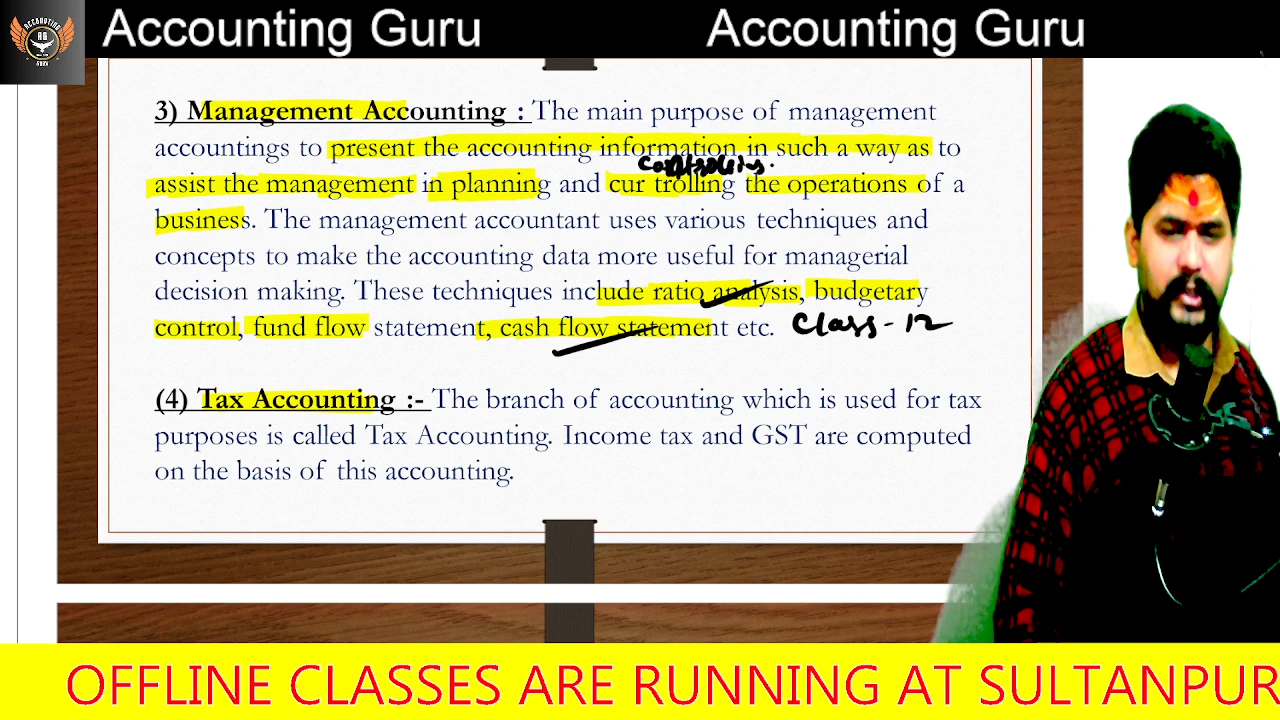 Accounting Guru Accounting Guru
ACCOUNTING
AG
GURU
3) Management Accounting : The main purpose of management
accountings to present the accounting information in such a way as to
controlling.
assist the management in planning and cur trolling the operations of a
business. The management accountant uses various techniques and
concepts to make the accounting data more useful for managerial
decision making. These techniques include ratio analysis, budgetary
control, fund flow statement, cash flow statement etc. Class-12
(4) Tax Accounting :- The branch of accounting which is used for tax
purposes is called Tax Accounting. Income tax and GST are computed
on the basis of this accounting.
OFFLINE CLASSES ARE RUNNING AT SULTANPUR